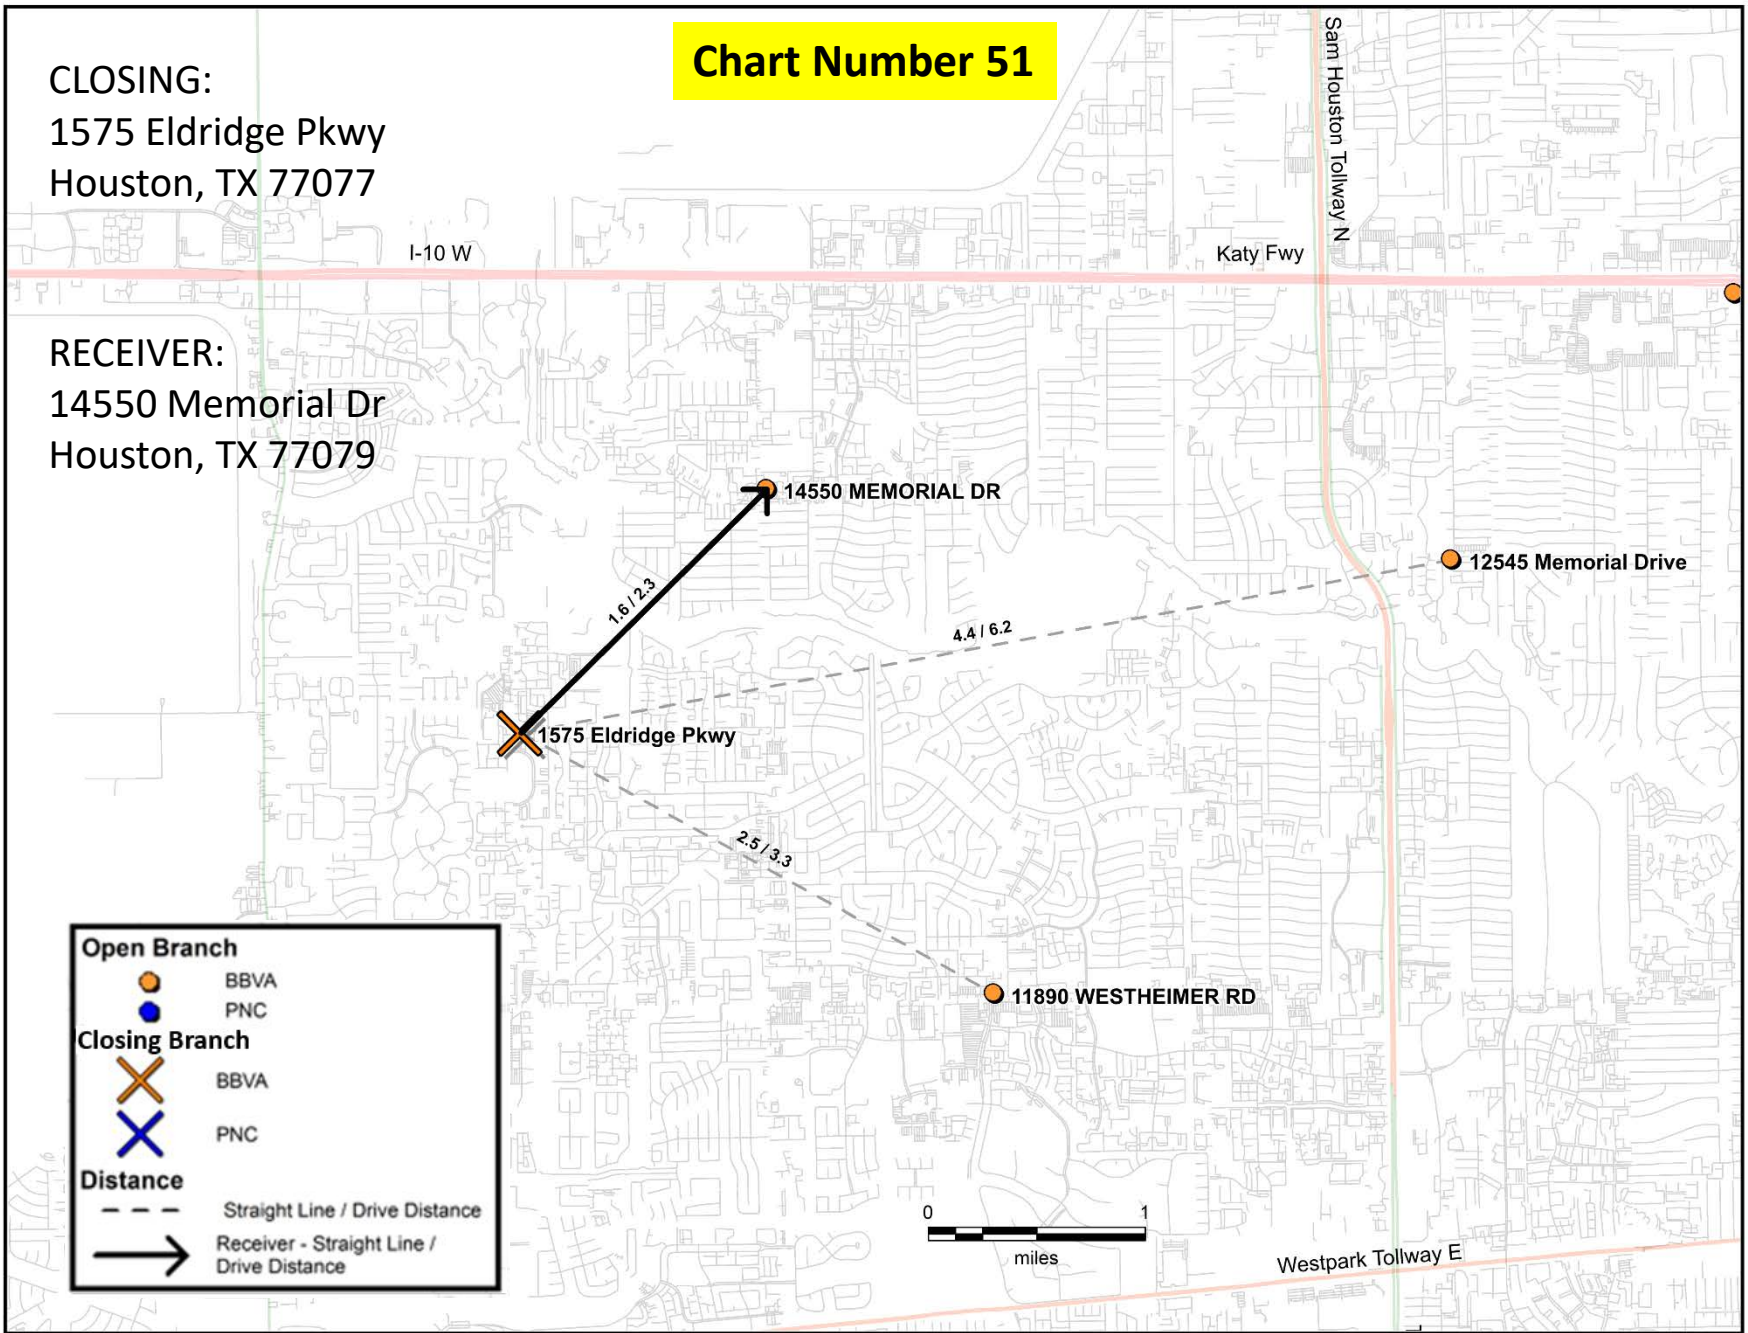 Chart Number 51
CLOSING:
1575 Eldridge Pkwy
Houston, TX 77077
Sam Houston Tollway N
I-10 W
Katy Fwy
RECEIVER:
14550 Memorial Dr
Houston, TX 77079
14550 MEMORIAL DR
12545 Memorial Drive
1.6 / 2.3
4.4 / 6.2
1575 Eldridge Pkwy
2.5 / 3.3
11890 WESTHEIMER RD
Open Branch
BBVA
PNC
Closing Branch
BBVA
PNC
Distance
Straight Line / Drive Distance
Receiver - Straight Line /
Drive Distance
0 1
miles
Westpark Tollway E